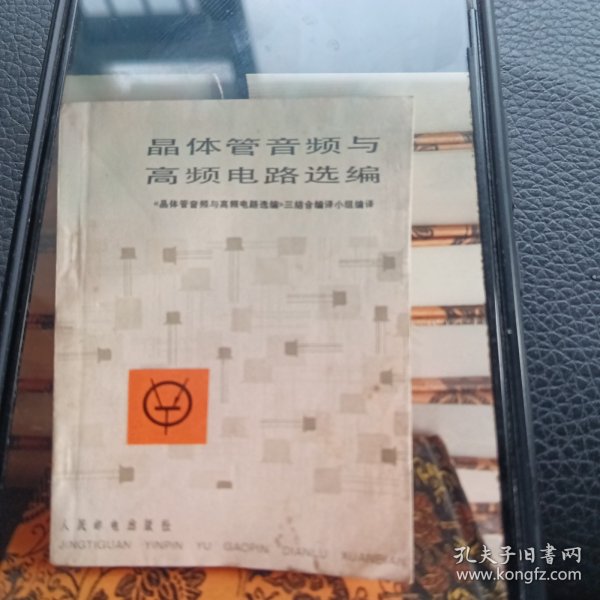 晶体管音频与
高频电路选编
“晶体管音频与高频电路选编”三结合编译小组编译
人民邮电出版社
JINGTIGUAN YINPIN YU GAOPIN DIANLU XUANBIAN
孔夫子旧书网
www.kongfz.com